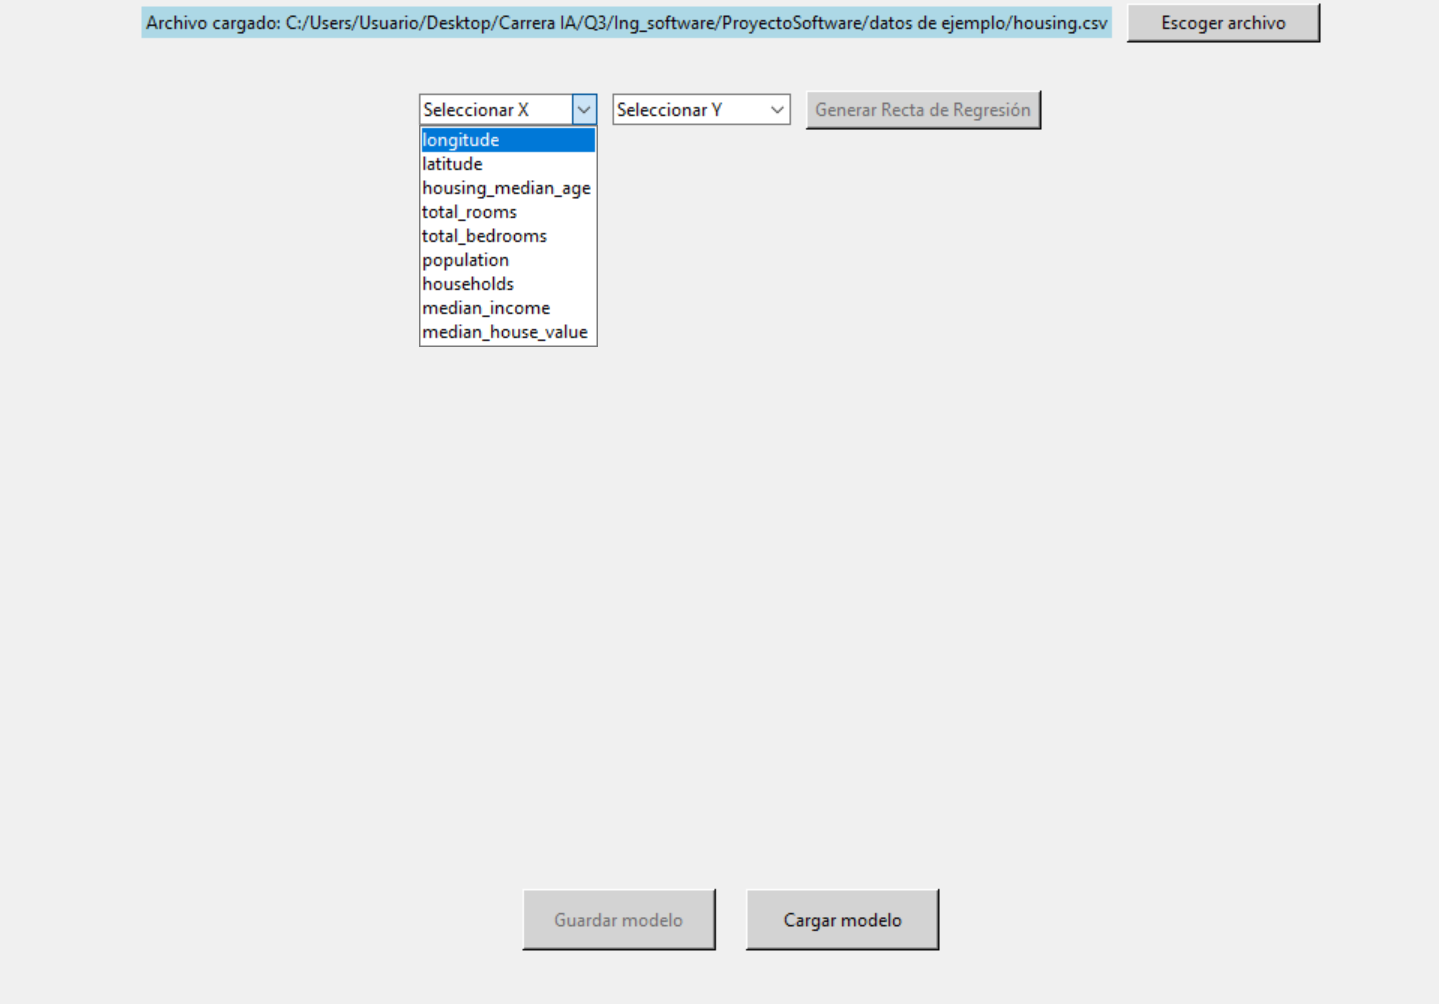 Archivo cargado: C:/Users/Usuario/Desktop/Carrera IA/Q3/Ing_software/ProyectoSoftware/datos de ejemplo/housing.csv
Escoger archivo
Seleccionar X
Seleccionar Y
Generar Recta de Regresión
longitude
latitude
housing_median_age
total_rooms
total_bedrooms
population
households
median_income
median_house_value
Guardar modelo
Cargar modelo